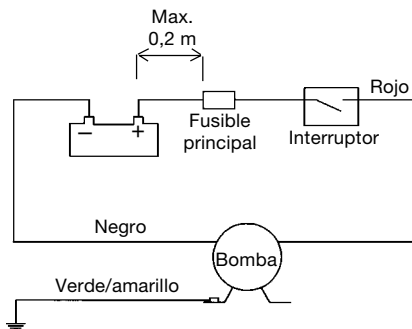 Max.
0,2 m
Rojo
− +
Fusible
principal
Interruptor
Negro
Bomba
Verde/amarillo